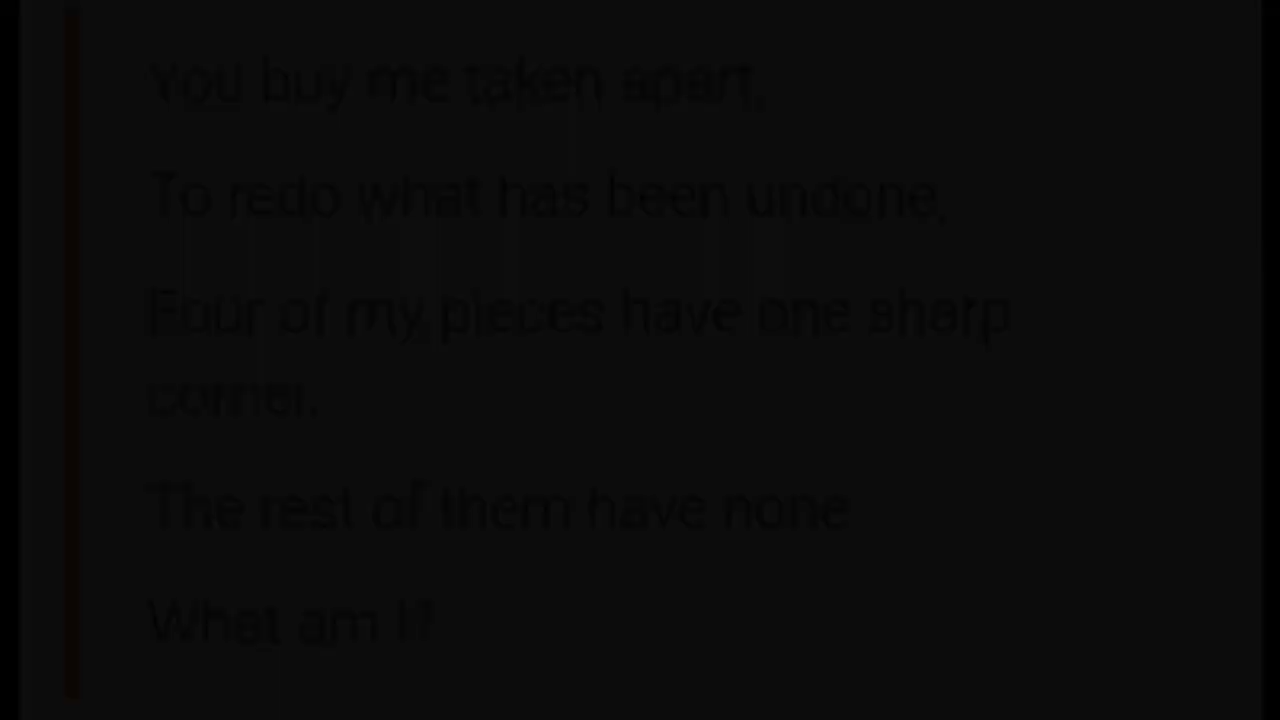 You buy me taken apart,
To redo what has been undone,
Four of my pieces have one sharp
corner.
The rest of them have none
What am I?